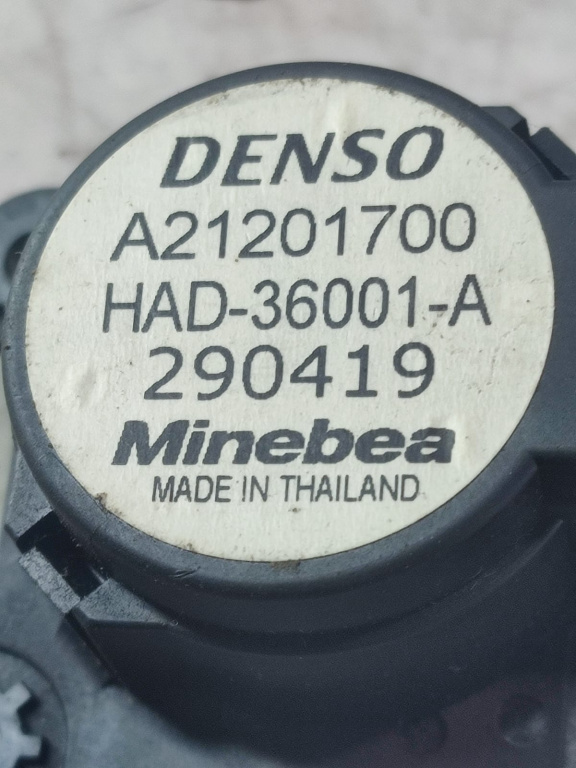 DENSO
A21201700
HAD-36001-A
290419
Minebea
MADE IN THAILAND